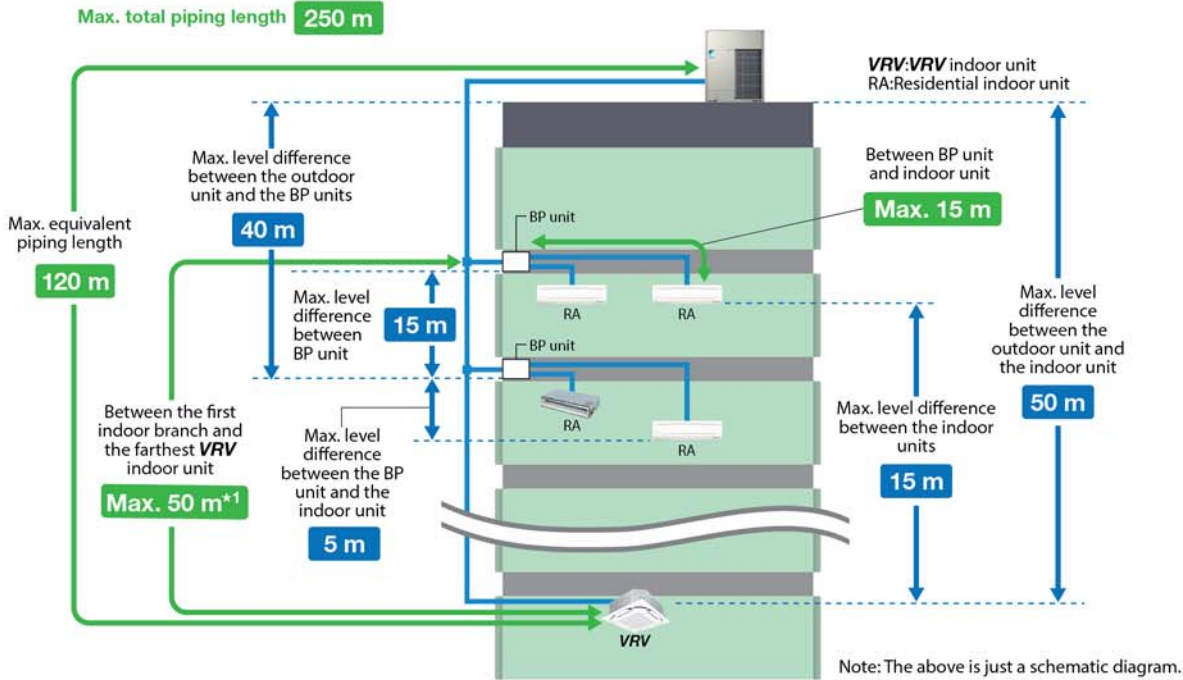 Max. total piping length 250 m
VRV:VRV indoor unit
RA:Residential indoor unit
Max. level difference
between the outdoor
unit and the BP units
40 m
Between BP unit
and indoor unit
Max. 15 m
Max. equivalent
piping length
120 m
BP unit
RA
RA
Max. level
difference
between
BP unit
15 m
BP unit
RA
RA
Max. level
difference
between the
outdoor unit and
the indoor unit
50 m
Max. level difference
between the indoor
units
15 m
Between the first
indoor branch and
the farthest VRV
indoor unit
Max. 50 m*1
Max. level
difference
between the BP
unit and the
indoor unit
5 m
VRV
Note: The above is just a schematic diagram.